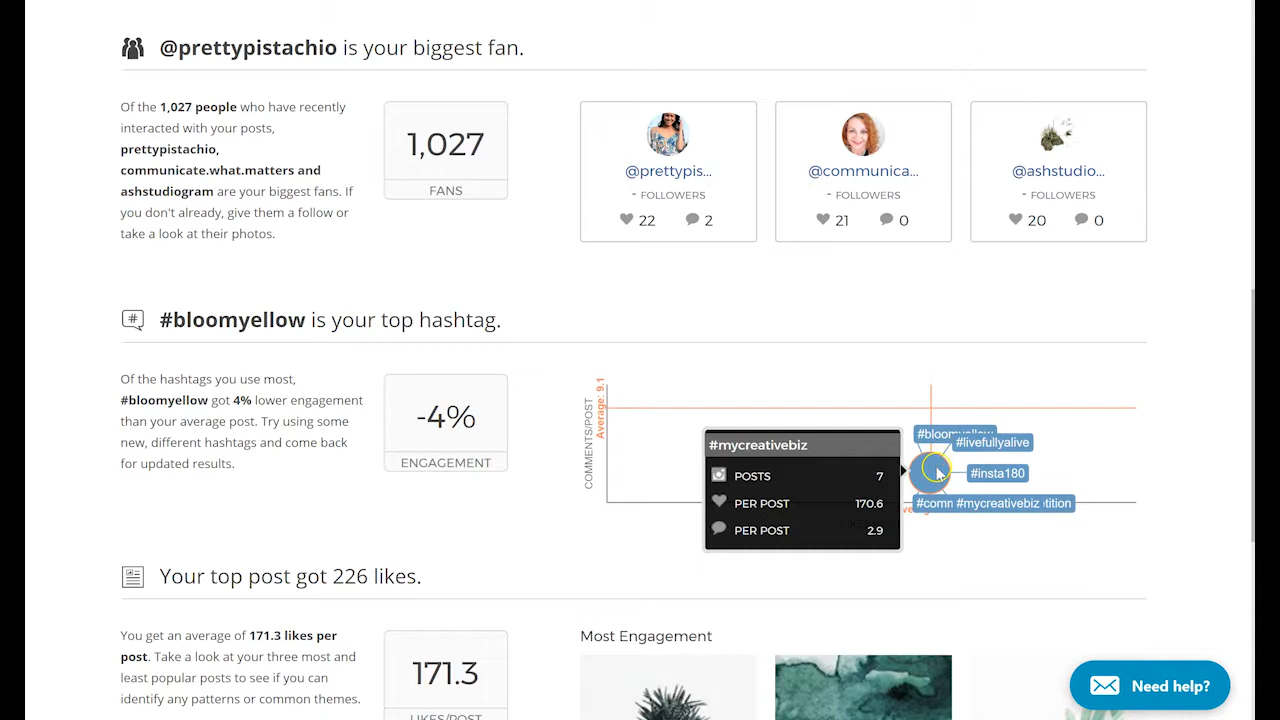 @prettypistachio is your biggest fan.
Of the 1,027 people who have recently
interacted with your posts,
prettypistachio,
communicate.what.matters and
ashstudiogram are your biggest fans. If
you don't already, give them a follow or
take a look at their photos.
1,027
FANS
@prettypis...
- FOLLOWERS
22 2
@communica...
- FOLLOWERS
21 0
@ashstudio...
- FOLLOWERS
20 0
#bloomyellow is your top hashtag.
Of the hashtags you use most,
#bloomyellow got 4% lower engagement
than your average post. Try using some
new, different hashtags and come back
for updated results.
-4%
ENGAGEMENT
COMMENTS/POST
Average: 9.1
#mycreativebiz
POSTS 7
PER POST 170.6
PER POST 2.9
#bloomyellow
#livefullyalive
#insta180
#mycreativebiz
Your top post got 226 likes.
You get an average of 171.3 likes per
post. Take a look at your three most and
least popular posts to see if you can
identify any patterns or common themes.
171.3
LIKES/POST
Most Engagement
Need help?